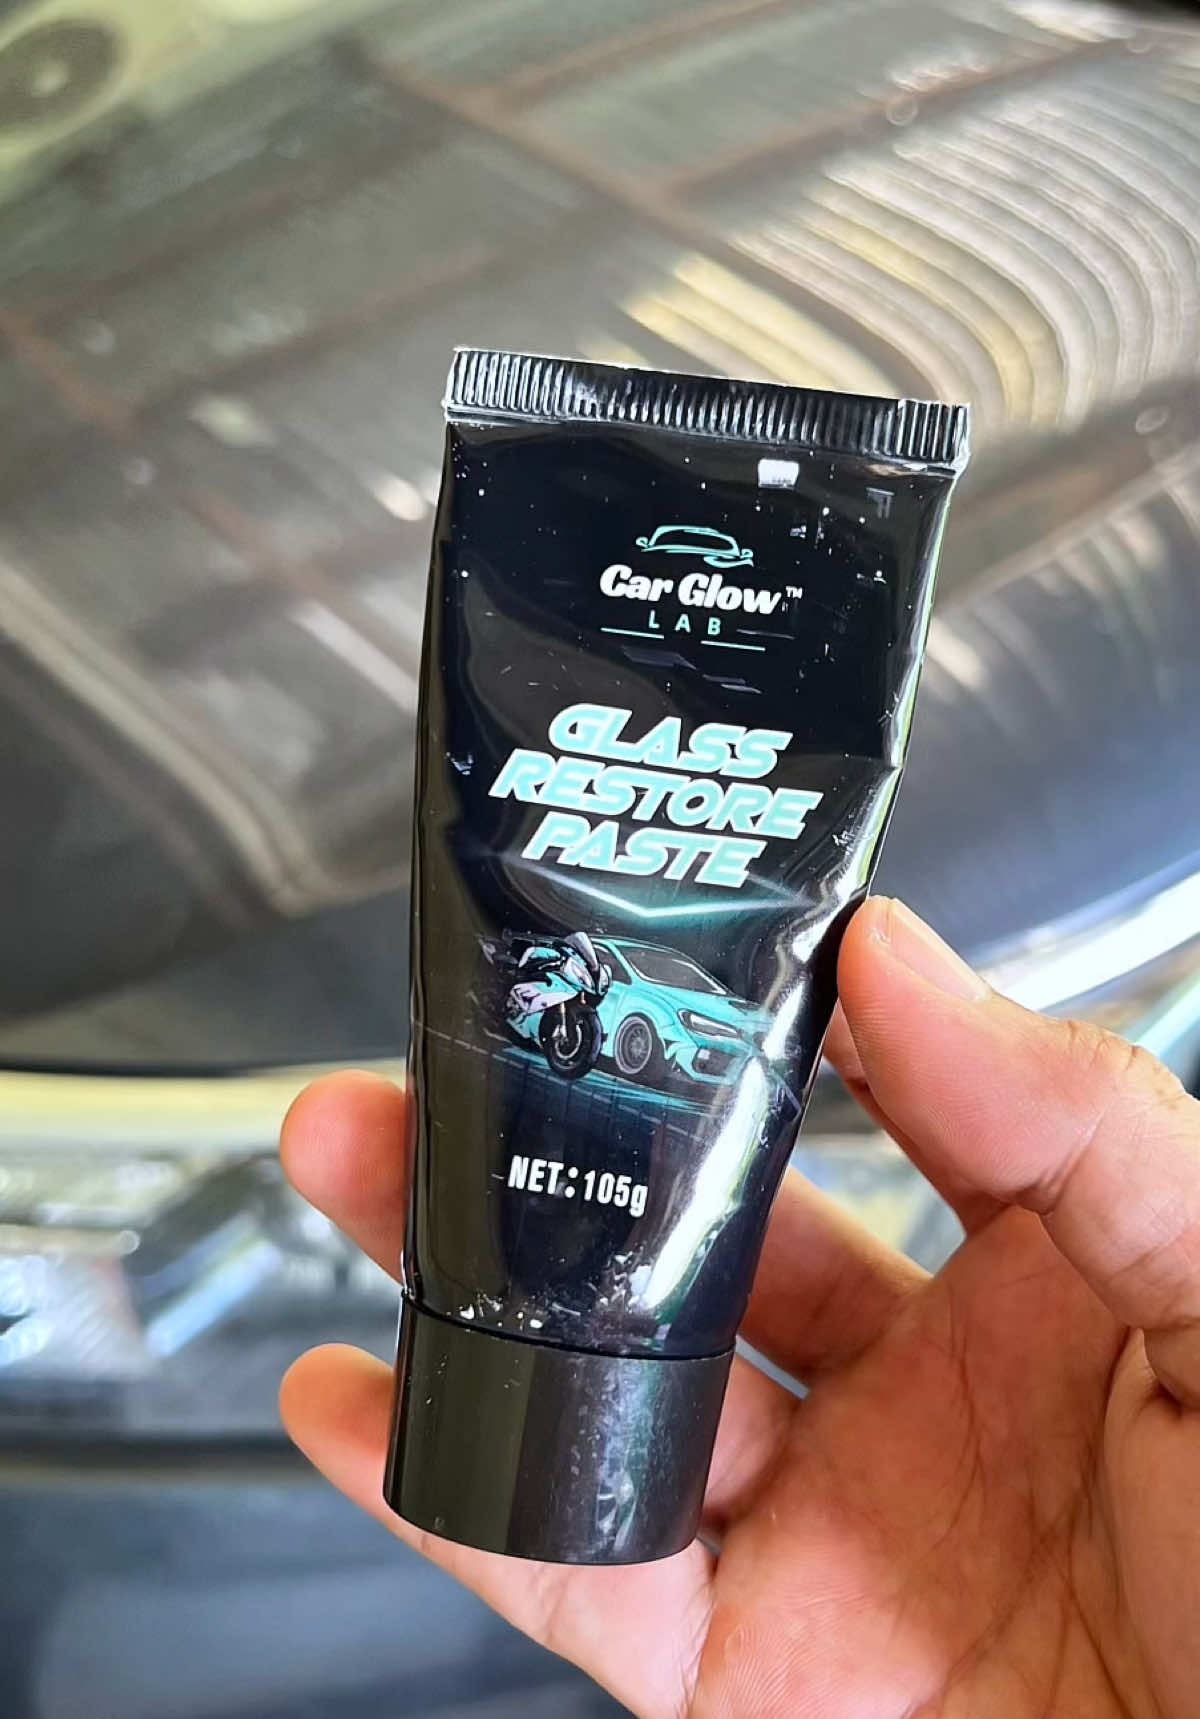 Car Glow™
LAB
GLASS
RESTORE
PASTE
NET:105g